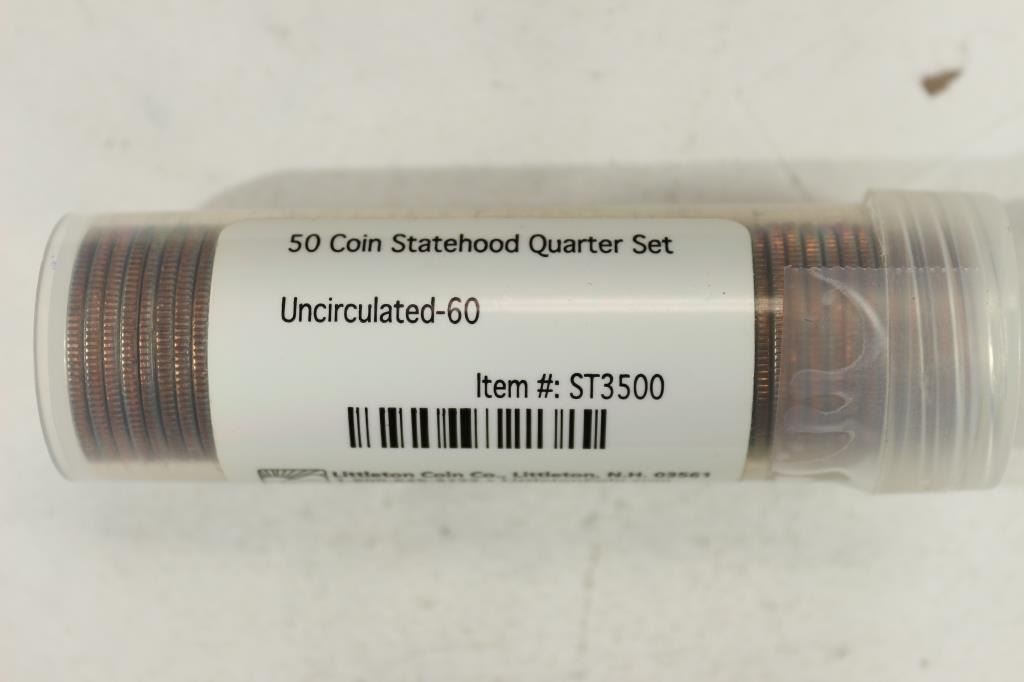 50 Coin Statehood Quarter Set
Uncirculated-60
Item #: ST3500
Littleton Coin Co., Littleton, N.H. 03561